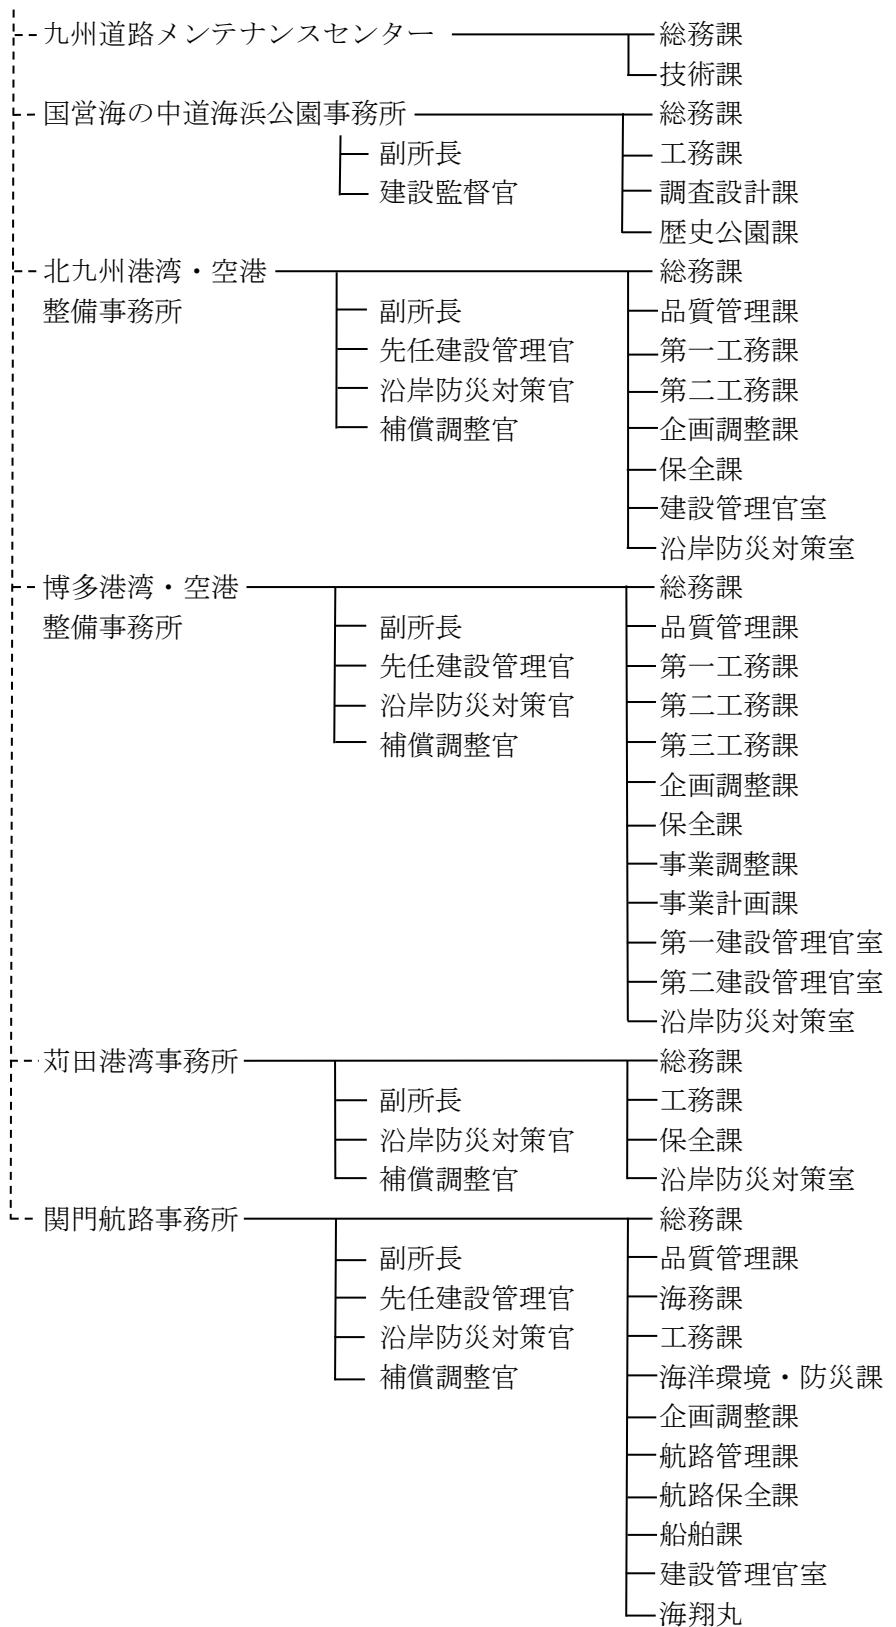 九州道路メンテナンスセンター 総務課
技術課
国営海の中道海浜公園事務所 総務課
副所長 工務課
建設監督官 調査設計課
歴史公園課
北九州港湾・空港 総務課
整備事務所 副所長 品質管理課
先任建設管理官 第一工務課
沿岸防災対策官 第二工務課
補償調整官 企画調整課
保全課
建設管理官室
沿岸防災対策室
博多港湾・空港 総務課
整備事務所 副所長 品質管理課
先任建設管理官 第一工務課
沿岸防災対策官 第二工務課
補償調整官 第三工務課
企画調整課
保全課
事業調整課
事業計画課
第一建設管理官室
第二建設管理官室
沿岸防災対策室
苅田港湾事務所 総務課
副所長 工務課
沿岸防災対策官 保全課
補償調整官 沿岸防災対策室
関門航路事務所 総務課
副所長 品質管理課
先任建設管理官 海務課
沿岸防災対策官 工務課
補償調整官 海洋環境・防災課
企画調整課
航路管理課
航路保全課
船舶課
建設管理官室
海翔丸